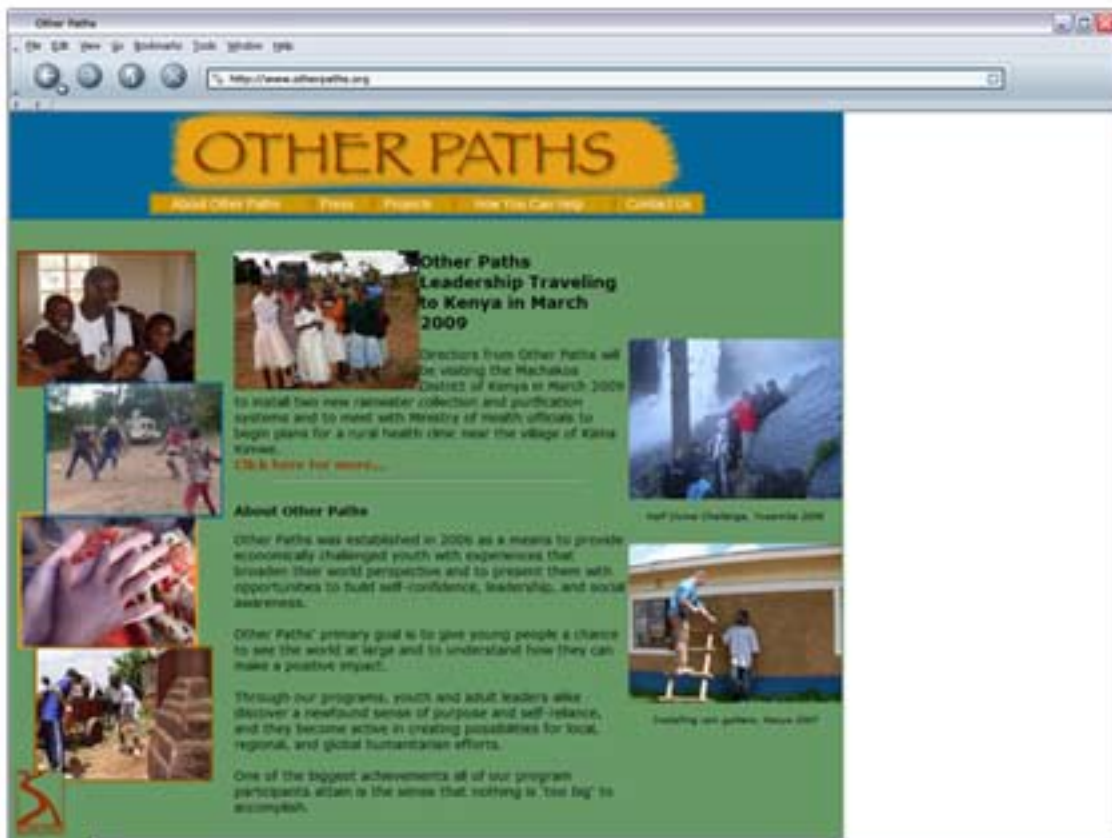 Other Paths
File Edit View Go Bookmarks Tools Window Help
http://www.otherpaths.org
OTHER PATHS
About Other Paths Press Projects How You Can Help Contact Us
Other Paths
Leadership Traveling
to Kenya in March
2009
Directors from Other Paths will
be visiting the Machakos
District of Kenya in March 2009
to install two new rainwater collection and purification
systems and to meet with Ministry of Health officials to
begin plans for a rural health clinic near the village of Kima
Click here for more...
Half Dome Challenge, Yosemite
About Other Paths
Other Paths was established in 2006 as a means to provide
economically challenged youth with experiences that
broaden their world perspective and to present them with
opportunities to build self-confidence, leadership, and social
awareness.
Other Paths' primary goal is to give young people a chance
to see the world at large and to understand how they can
make a positive impact.
Through our programs, youth and adult leaders alike
discover a newfound sense of purpose and self-reliance,
and they become active in creating possibilities for local,
regional, and global humanitarian efforts.
One of the biggest achievements all of our program
participants attain is the sense that nothing is 'too big' to
accomplish.
Installing rain gutters, 2007